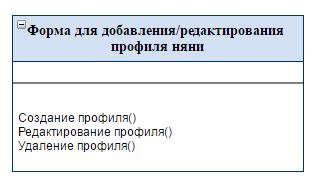 Форма для добавления/редактирования
профиля няни
Создание профиля()
Редактирование профиля()
Удаление профиля()